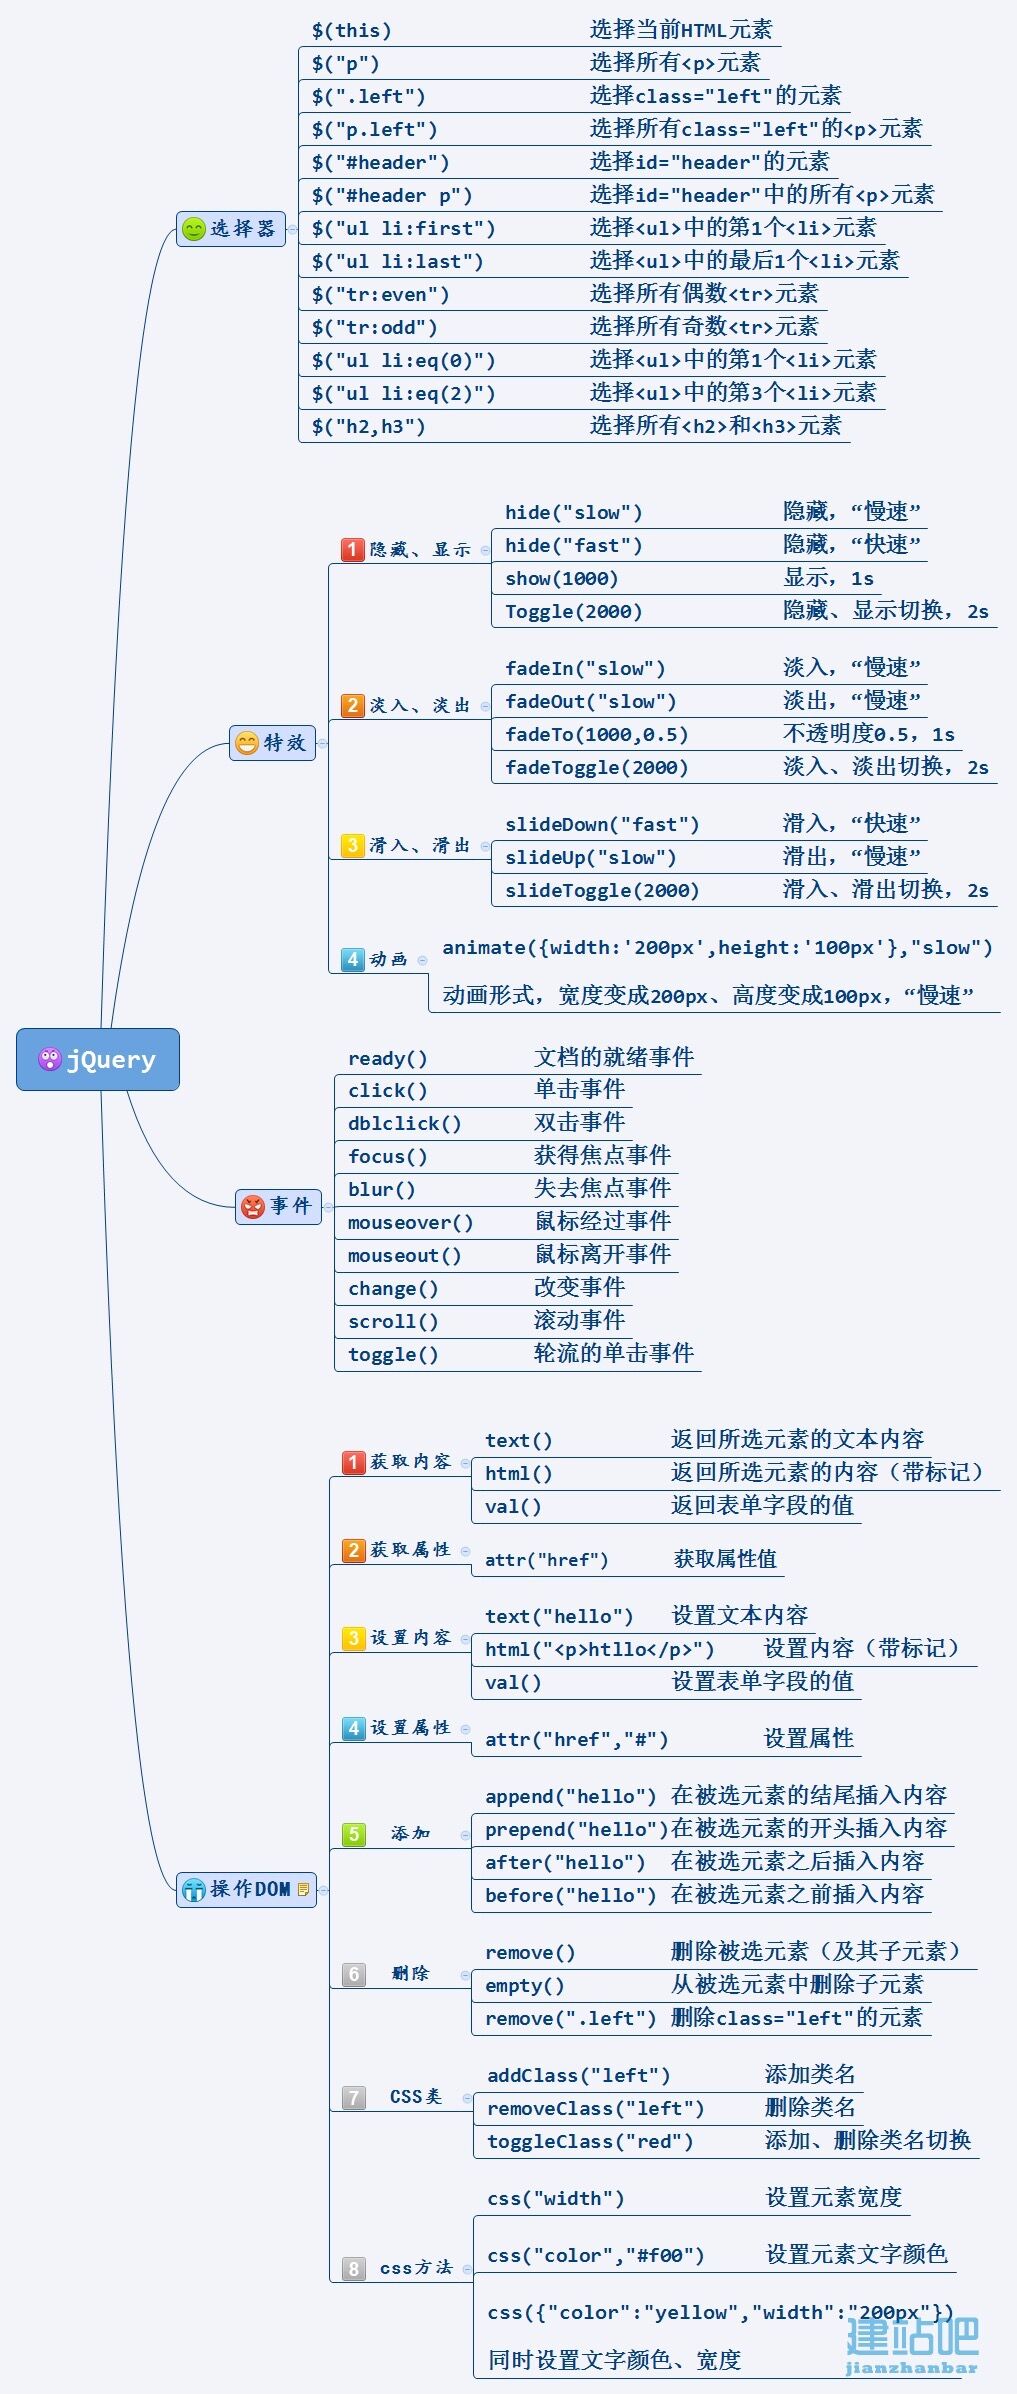 $(this) 选择当前HTML元素
$("p") 选择所有<p>元素
$(".left") 选择class="left"的元素
$("p.left") 选择所有class="left"的<p>元素
$("#header") 选择id="header"的元素
$("#header p") 选择id="header"中的所有<p>元素
选择器
$("ul li:first") 选择<ul>中的第1个<li>元素
$("ul li:last") 选择<ul>中的最后1个<li>元素
$("tr:even") 选择所有偶数<tr>元素
$("tr:odd") 选择所有奇数<tr>元素
$("ul li:eq(0)") 选择<ul>中的第1个<li>元素
$("ul li:eq(2)") 选择<ul>中的第3个<li>元素
$("h2,h3") 选择所有<h2>和<h3>元素
特效
1 隐藏、显示
hide("slow") 隐藏，“慢速”
hide("fast") 隐藏，“快速”
show(1000) 显示，1s
Toggle(2000) 隐藏、显示切换，2s
2 淡入、淡出
fadeIn("slow") 淡入，“慢速”
fadeOut("slow") 淡出，“慢速”
fadeTo(1000,0.5) 不透明度0.5，1s
fadeToggle(2000) 淡入、淡出切换，2s
3 滑入、滑出
slideDown("fast") 滑入，“快速”
slideUp("slow") 滑出，“慢速”
slideToggle(2000) 滑入、滑出切换，2s
4 动画
animate({width:'200px',height:'100px'},"slow")
动画形式，宽度变成200px、高度变成100px，“慢速”
jQuery
事件
ready() 文档的就绪事件
click() 单击事件
dblclick() 双击事件
focus() 获得焦点事件
blur() 失去焦点事件
mouseover() 鼠标经过事件
mouseout() 鼠标离开事件
change() 改变事件
scroll() 滚动事件
toggle() 轮流的单击事件
操作DOM
1 获取内容
text() 返回所选元素的文本内容
html() 返回所选元素的内容（带标记）
val() 返回表单字段的值
2 获取属性
attr("href") 获取属性值
3 设置内容
text("hello") 设置文本内容
html("<p>htllo</p>") 设置内容（带标记）
val() 设置表单字段的值
4 设置属性
attr("href","#") 设置属性
5 添加
append("hello") 在被选元素的结尾插入内容
prepend("hello")在被选元素的开头插入内容
after("hello") 在被选元素之后插入内容
before("hello") 在被选元素之前插入内容
6 删除
remove() 删除被选元素（及其子元素）
empty() 从被选元素中删除子元素
remove(".left") 删除class="left"的元素
7 CSS类
addClass("left") 添加类名
removeClass("left") 删除类名
toggleClass("red") 添加、删除类名切换
8 css方法
css("width") 设置元素宽度
css("color","#f00") 设置元素文字颜色
css({"color":"yellow","width":"200px"})
同时设置文字颜色、宽度
建站吧
jianzhanbar